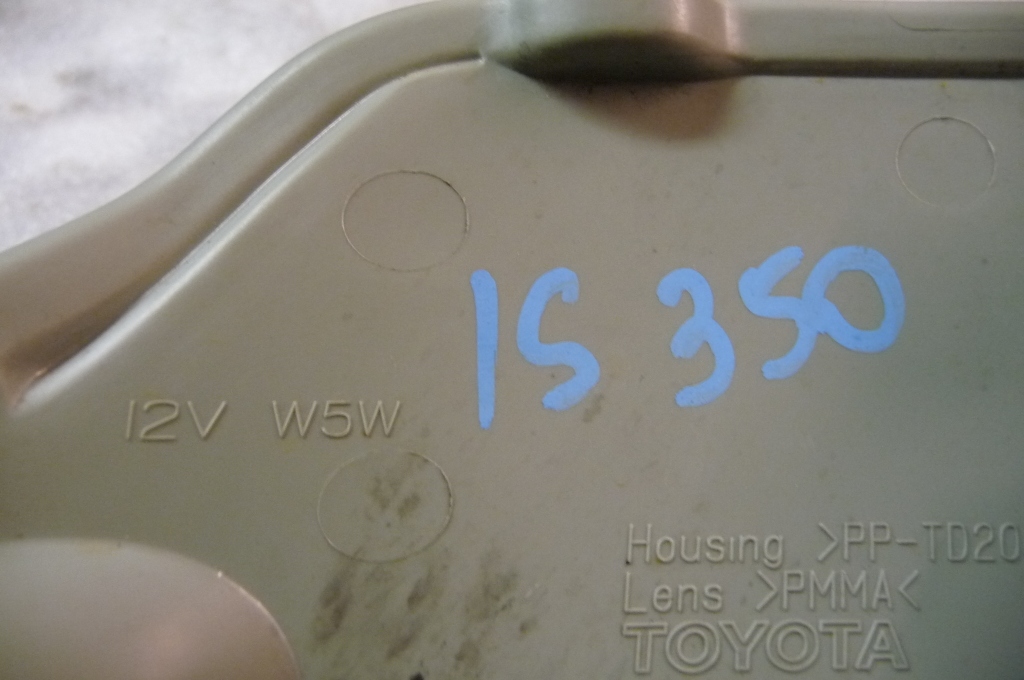 IS 350
12V W5W
Housing >PP-TD20
Lens >PMMA<
TOYOTA